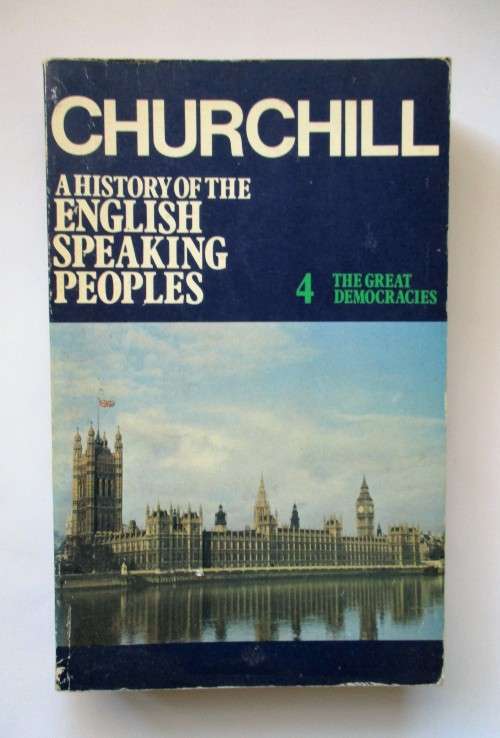 CHURCHILL
A HISTORY OF THE
ENGLISH
SPEAKING
PEOPLES
4 THE GREAT
DEMOCRACIES